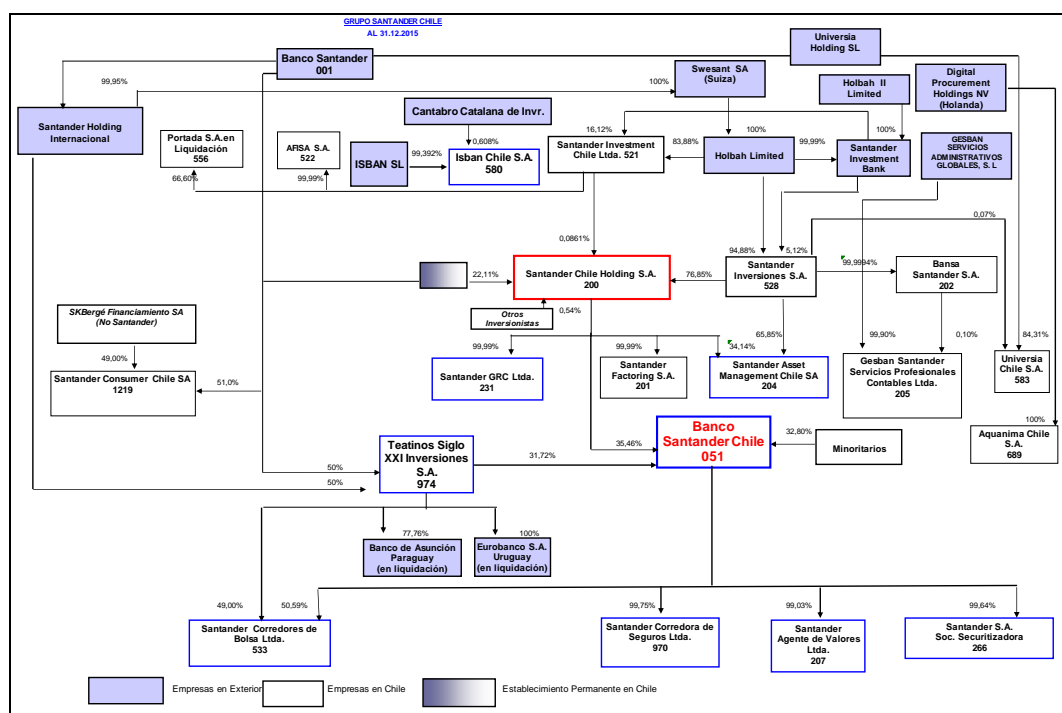 GRUPO SANTANDER CHILE
AL 31.12.2015
Universia
Holding SL
Banco Santander
001
99,95%
100%
Swesant SA
(Suiza)
Holbah II
Limited
Digital
Procurement
Holdings NV
(Holanda)
Santander Holding
Internacional
Cantabro Catalana de Invr.
Portada S.A.en
Liquidación
556
AFISA S.A.
522
ISBAN SL
99,392%
0,608%
Isban Chile S.A.
580
16,12%
Santander Investment
Chile Ltda. 521
83,88%
100%
Holbah Limited
99,99%
100%
Santander
Investment
Bank
GESBAN
SERVICIOS
ADMINISTRATIVOS
GLOBALES, S. L
66,60%
99,99%
0,07%
0,0861%
94,88%
5,12%
22,11%
Santander Chile Holding S.A.
200
76,85%
Santander
Inversiones S.A.
528
99,9994%
Bansa
Santander S.A.
202
SKBergé Financiamiento SA
(No Santander)
Otros
Inversionistas
0,54%
49,00%
99,99%
99,99%
34,14%
65,85%
99,90%
0,10%
84,31%
Santander Consumer Chile SA
1219
51,0%
Santander GRC Ltda.
231
Santander
Factoring S.A.
201
Santander Asset
Management Chile SA
204
Gesban Santander
Servicios Profesionales
Contables Ltda.
205
Universia
Chile S.A.
583
100%
Aquanima Chile
S.A.
689
Teatinos Siglo
XXI Inversiones
S.A.
974
50%
50%
31,72%
35,46%
Banco
Santander Chile
051
32,80%
Minoritarios
77,76%
100%
Banco de Asunción
Paraguay
(en liquidación)
Eurobanco S.A.
Uruguay
(en liquidación)
49,00%
50,59%
99,75%
99,03%
99,64%
Santander Corredores de
Bolsa Ltda.
533
Santander Corredora de
Seguros Ltda.
970
Santander
Agente de Valores
Ltda.
207
Santander S.A.
Soc. Securitizadora
266
Empresas en Exterior
Empresas en Chile
Establecimiento Permanente en Chile